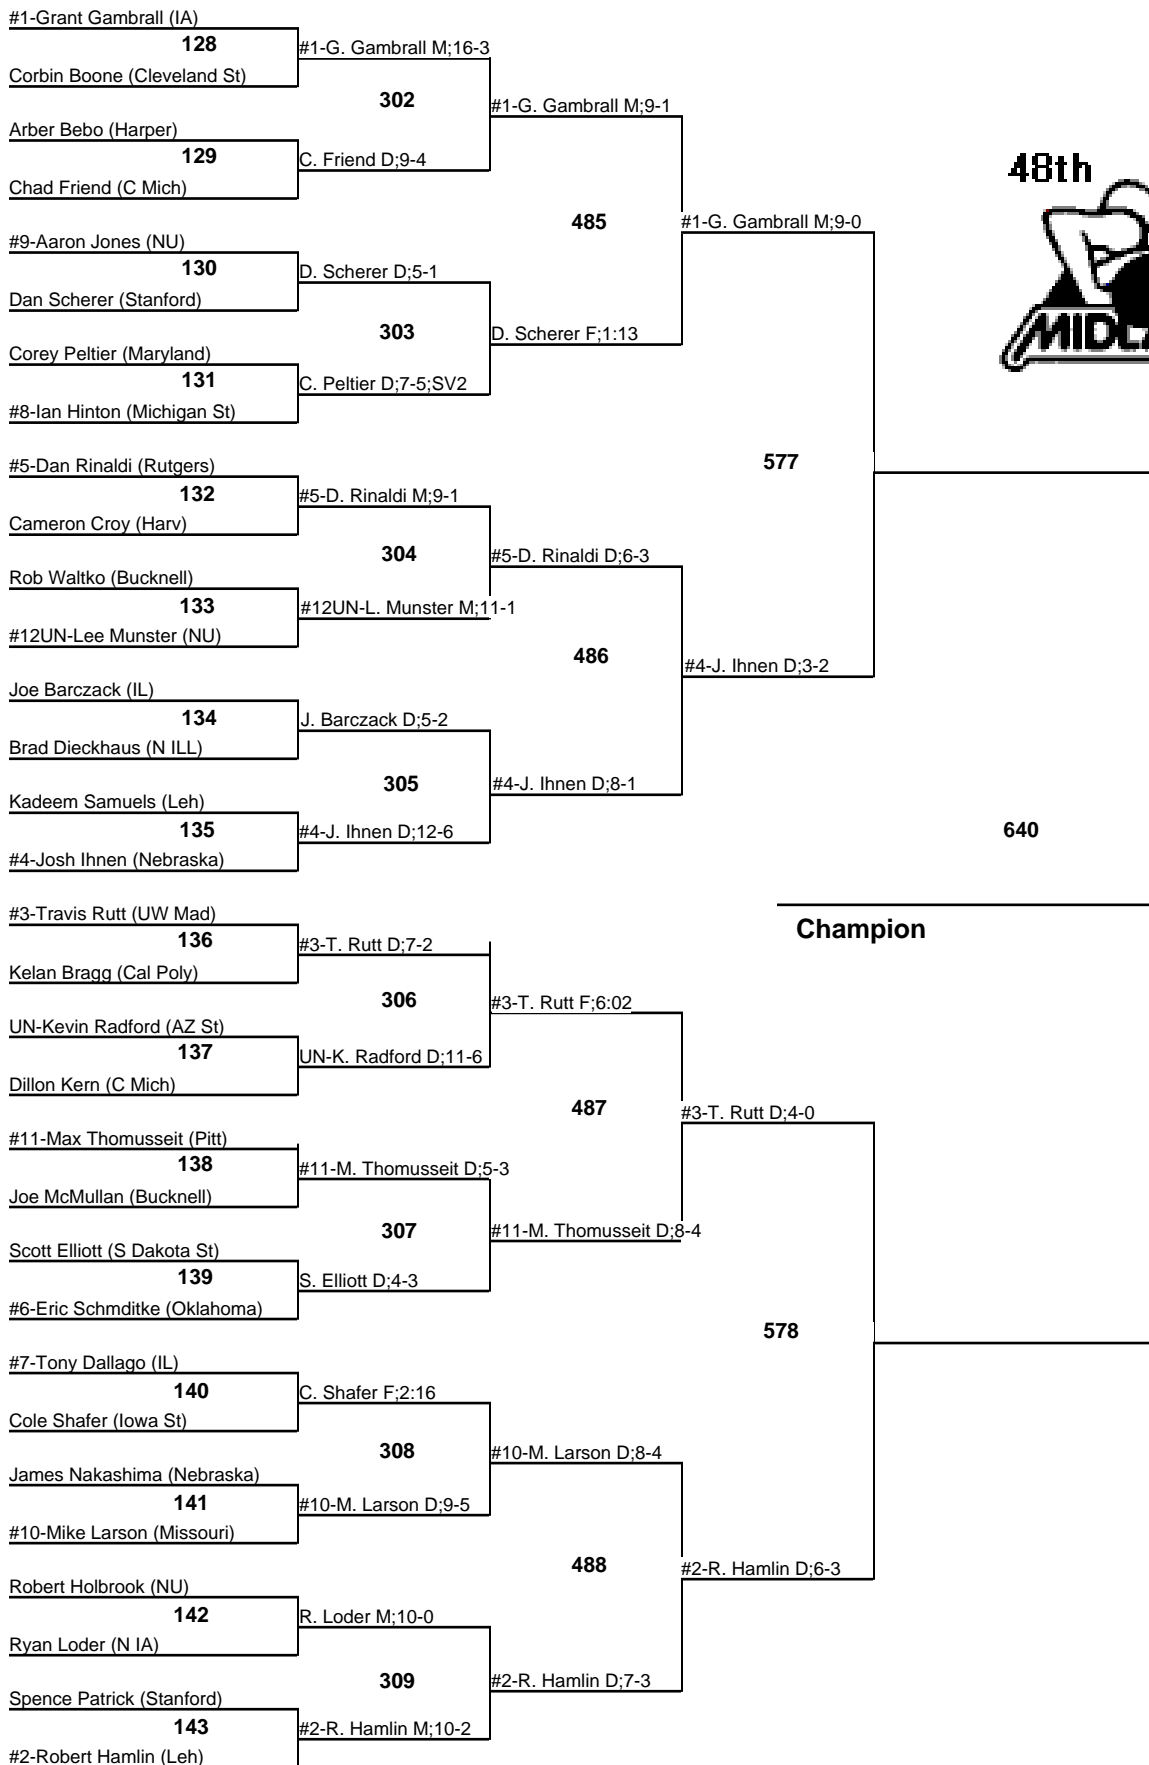 #1-Grant Gambrall (IA)
128
Corbin Boone (Cleveland St)
#1-G. Gambrall M;16-3
302
Arber Bebo (Harper)
129
Chad Friend (C Mich)
C. Friend D;9-4
#1-G. Gambrall M;9-1
485
#9-Aaron Jones (NU)
130
Dan Scherer (Stanford)
D. Scherer D;5-1
303
Corey Peltier (Maryland)
131
#8-Ian Hinton (Michigan St)
C. Peltier D;7-5;SV2
D. Scherer F;1:13
#1-G. Gambrall M;9-0
577
#5-Dan Rinaldi (Rutgers)
132
Cameron Croy (Harv)
#5-D. Rinaldi M;9-1
304
Rob Waltko (Bucknell)
133
#12UN-Lee Munster (NU)
#12UN-L. Munster M;11-1
#5-D. Rinaldi D;6-3
486
Joe Barczack (IL)
134
Brad Dieckhaus (N ILL)
J. Barczack D;5-2
305
Kadeem Samuels (Leh)
135
#4-Josh Ihnen (Nebraska)
#4-J. Ihnen D;12-6
#4-J. Ihnen D;8-1
#4-J. Ihnen D;3-2
48th
640
Champion
#3-Travis Rutt (UW Mad)
136
Kelan Bragg (Cal Poly)
#3-T. Rutt D;7-2
306
UN-Kevin Radford (AZ St)
137
Dillon Kern (C Mich)
UN-K. Radford D;11-6
#3-T. Rutt F;6:02
487
#11-Max Thomusseit (Pitt)
138
Joe McMullan (Bucknell)
#11-M. Thomusseit D;5-3
307
Scott Elliott (S Dakota St)
139
#6-Eric Schmditke (Oklahoma)
S. Elliott D;4-3
#11-M. Thomusseit D;8-4
#3-T. Rutt D;4-0
578
#7-Tony Dallago (IL)
140
Cole Shafer (Iowa St)
C. Shafer F;2:16
308
James Nakashima (Nebraska)
141
#10-Mike Larson (Missouri)
#10-M. Larson D;9-5
#10-M. Larson D;8-4
488
Robert Holbrook (NU)
142
Ryan Loder (N IA)
R. Loder M;10-0
309
Spence Patrick (Stanford)
143
#2-Robert Hamlin (Leh)
#2-R. Hamlin M;10-2
#2-R. Hamlin D;7-3
#2-R. Hamlin D;6-3